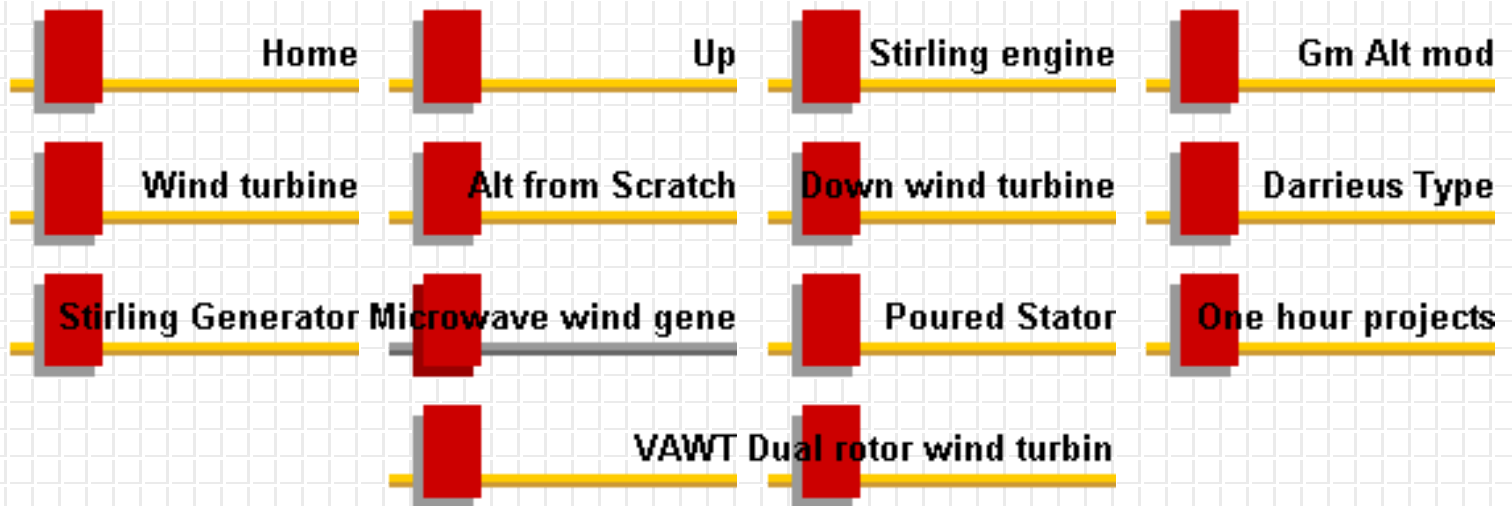 Home
Up
Stirling engine
Gm Alt mod
Wind turbine
Alt from Scratch
Down wind turbine
Darrieus Type
Stirling Generator
Microwave wind gene
Poured Stator
One hour projects
VAWT
Dual rotor wind turbin